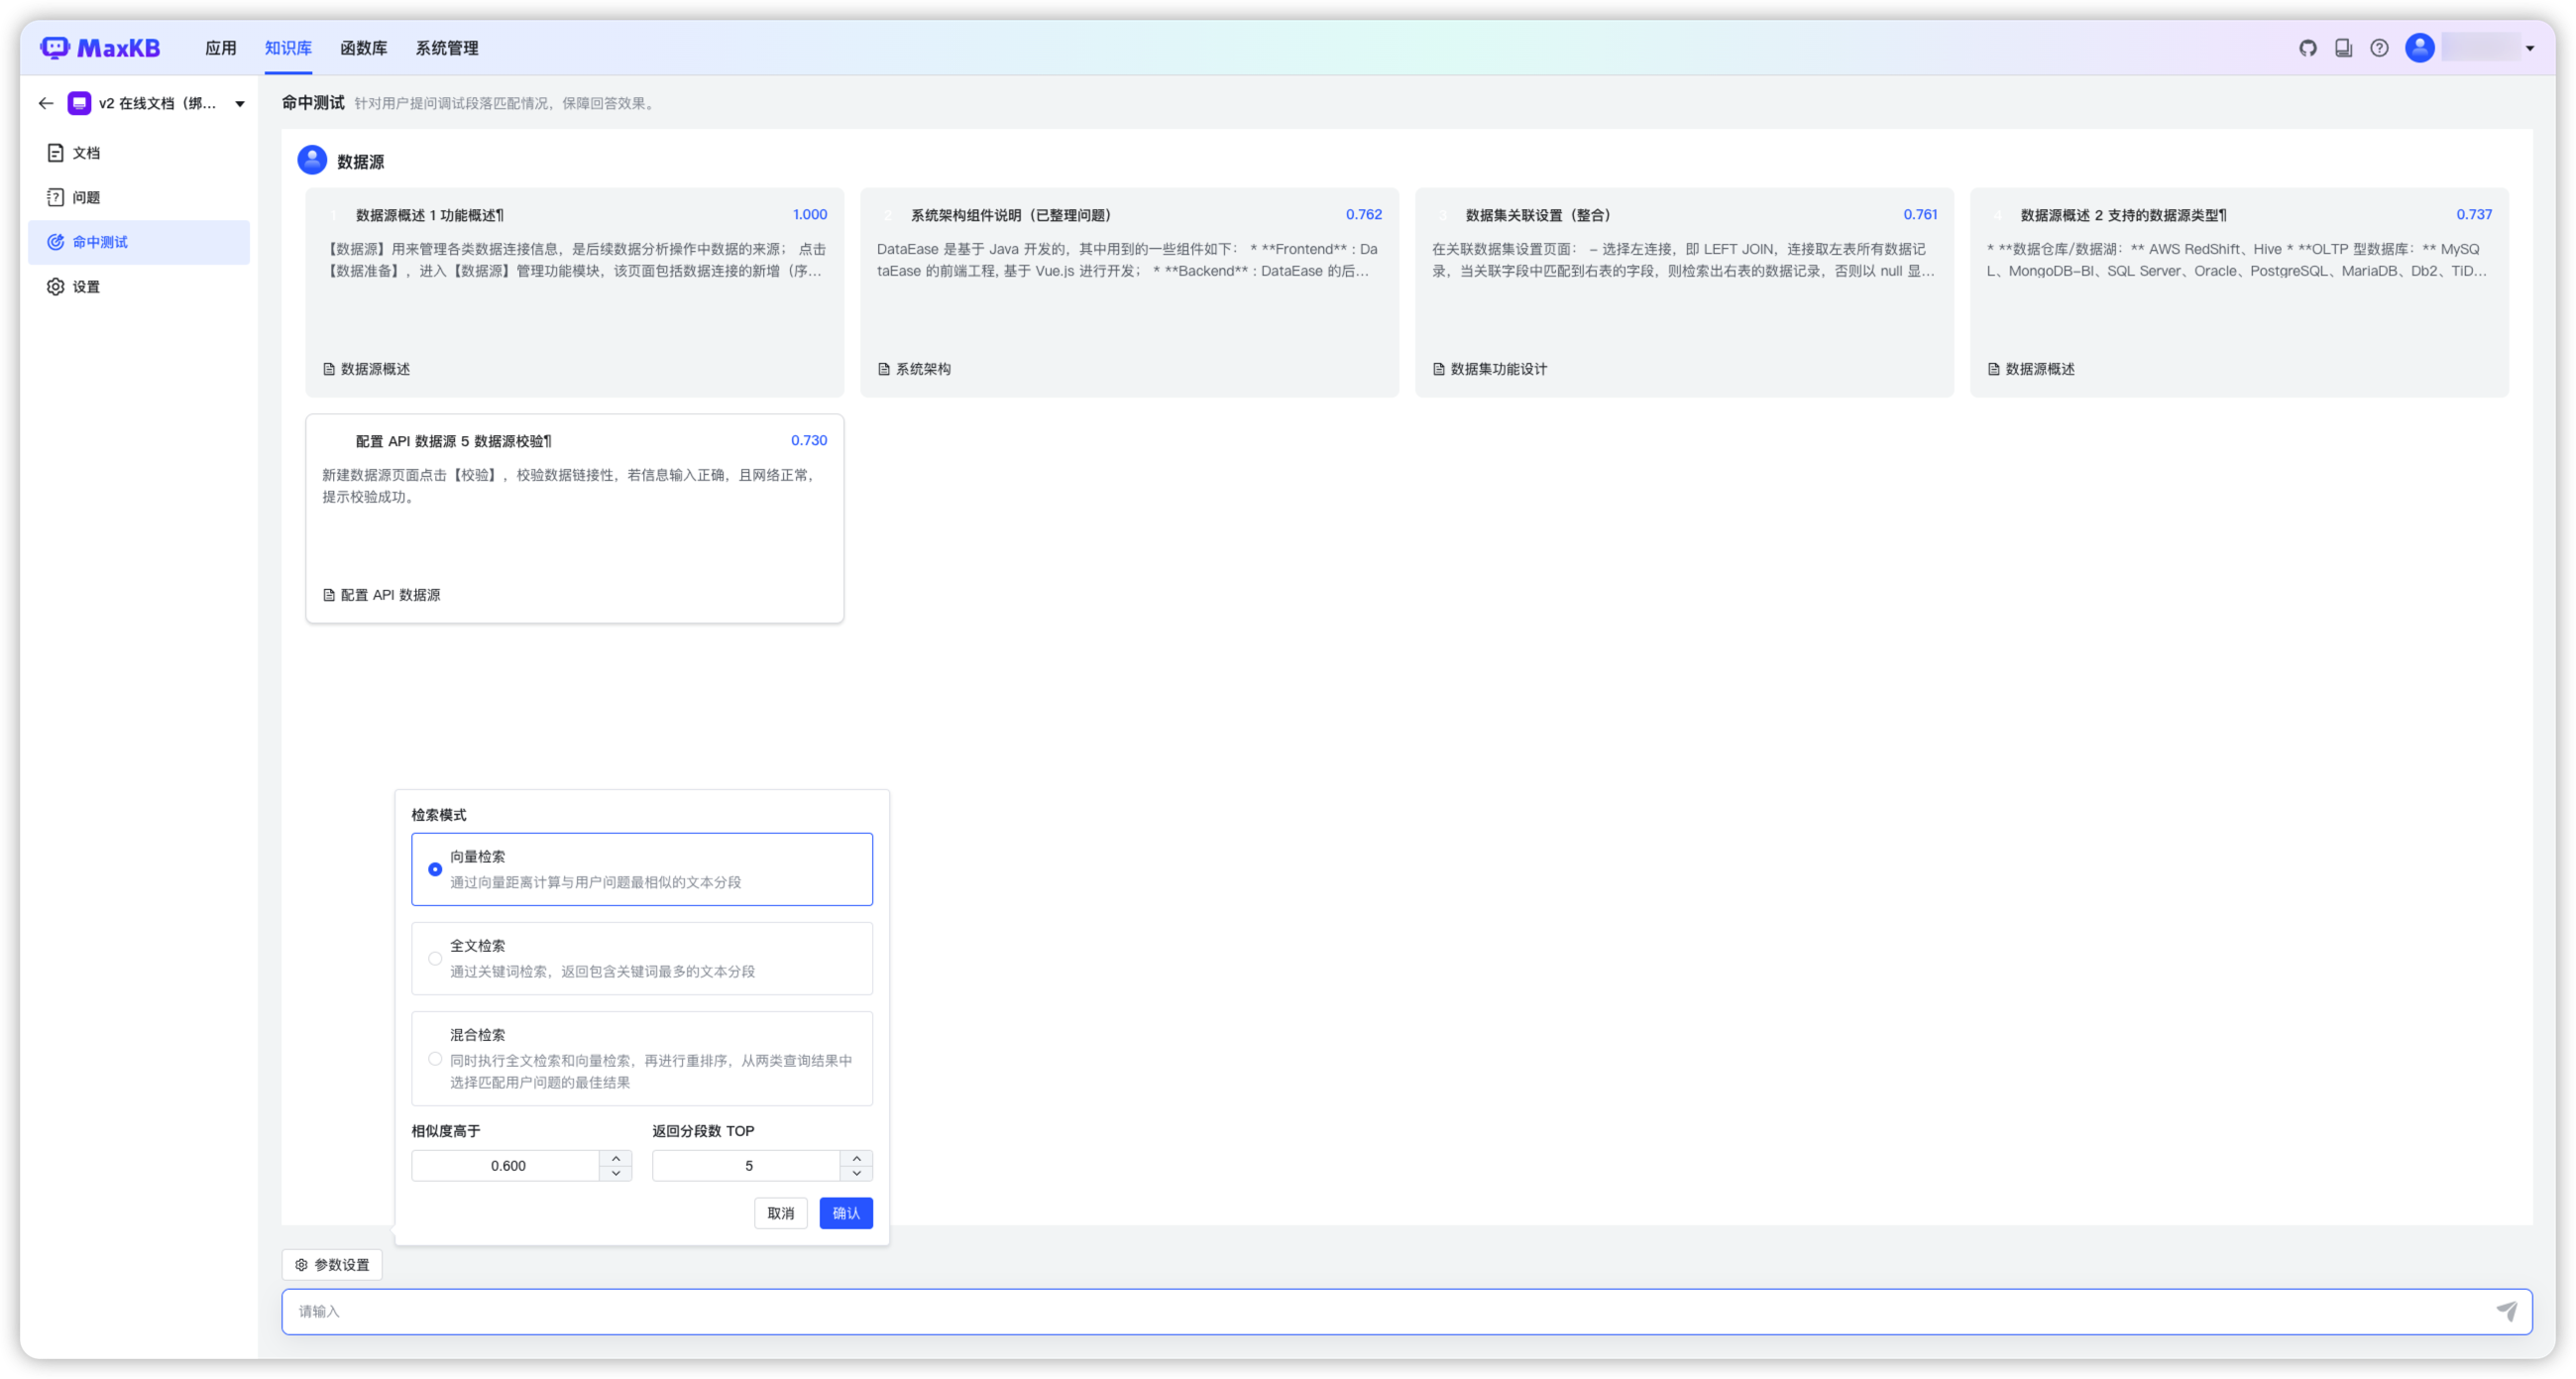 MaxKB 应用 知识库 函数库 系统管理
v2 在线文档（绑...
文档
问题
命中测试
设置
命中测试 针对用户提问调试段落匹配情况，保障回答效果。
数据源
1 数据源概述 1 功能概述¶ 1.000
【数据源】用来管理各类数据连接信息，是后续数据分析操作中数据的来源； 点击
【数据准备】，进入【数据源】管理功能模块，该页面包括数据连接的新增（序...
数据源概述
2 系统架构组件说明（已整理问题） 0.762
DataEase 是基于 Java 开发的，其中用到的一些组件如下： * **Frontend** : Da
taEase 的前端工程, 基于 Vue.js 进行开发； * **Backend** : DataEase 的后...
系统架构
3 数据集关联设置（整合） 0.761
在关联数据集设置页面： – 选择左连接，即 LEFT JOIN，连接取左表所有数据记
录，当关联字段中匹配到右表的字段，则检索出右表的数据记录，否则以 null 显...
数据集功能设计
4 数据源概述 2 支持的数据源类型¶ 0.737
* **数据仓库/数据湖：** AWS RedShift、Hive * **OLTP 型数据库：** MySQ
L、MongoDB-BI、SQL Server、Oracle、PostgreSQL、MariaDB、Db2、TiD...
数据源概述
配置 API 数据源 5 数据源校验¶ 0.730
新建数据源页面点击【校验】，校验数据链接性，若信息输入正确，且网络正常，
提示校验成功。
配置 API 数据源
检索模式
向量检索
通过向量距离计算与用户问题最相似的文本分段
全文检索
通过关键词检索，返回包含关键词最多的文本分段
混合检索
同时执行全文检索和向量检索，再进行重排序，从两类查询结果中
选择匹配用户问题的最佳结果
相似度高于 返回分段数 TOP
0.600 5
取消 确认
参数设置
请输入